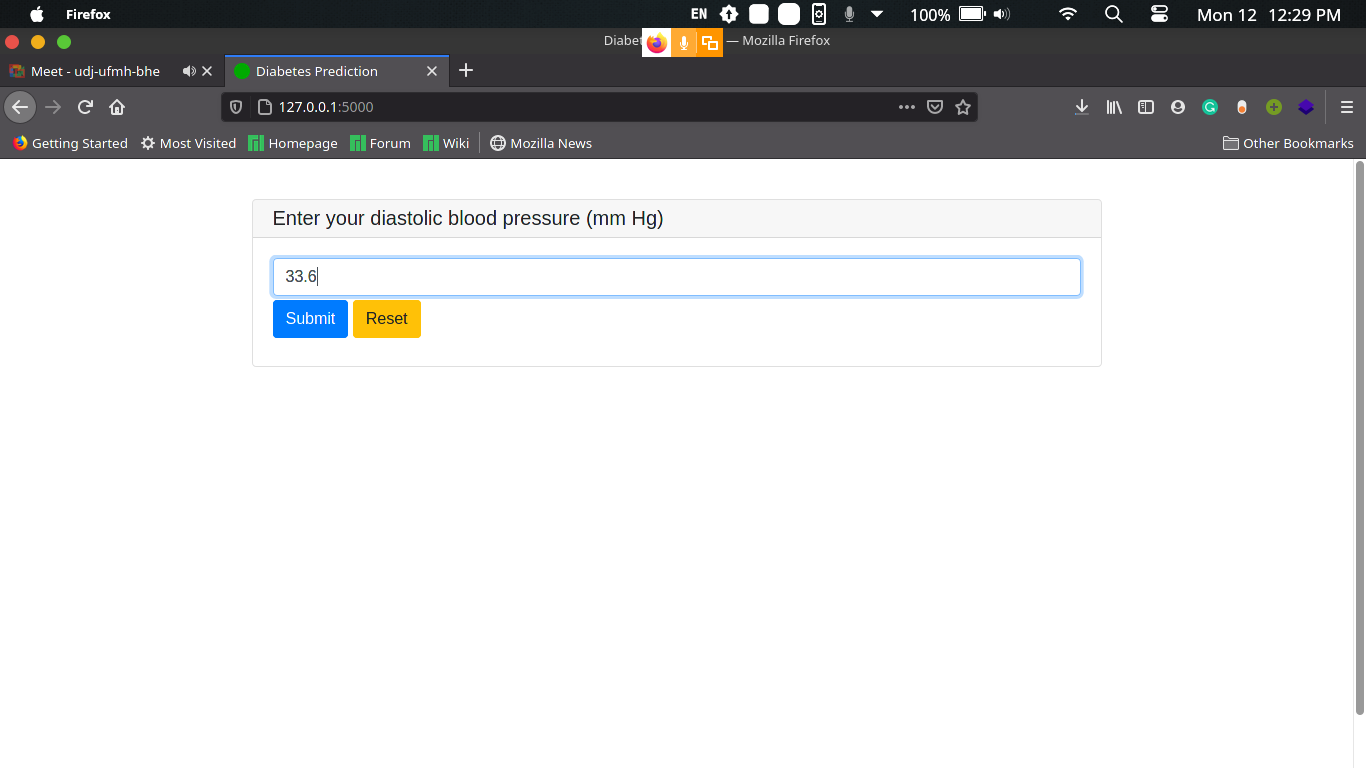 Firefox
EN
100%
Mon 12 12:29 PM
Diabet — Mozilla Firefox
Meet - udj-ufmh-bhe
Diabetes Prediction
127.0.0.1:5000
Getting Started
Most Visited
Homepage
Forum
Wiki
Mozilla News
Other Bookmarks
Enter your diastolic blood pressure (mm Hg)
33.6
Submit
Reset